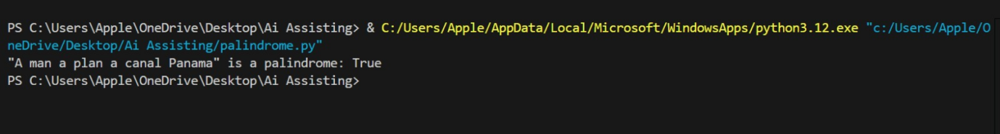 PS C:\Users\Apple\OneDrive\Desktop\Ai Assisting> & C:/Users/Apple/AppData/Local/Microsoft/WindowsApps/python3.12.exe "c:/Users/Apple/O
neDrive/Desktop/Ai Assisting/palindrome.py"
"A man a plan a canal Panama" is a palindrome: True
PS C:\Users\Apple\OneDrive\Desktop\Ai Assisting>